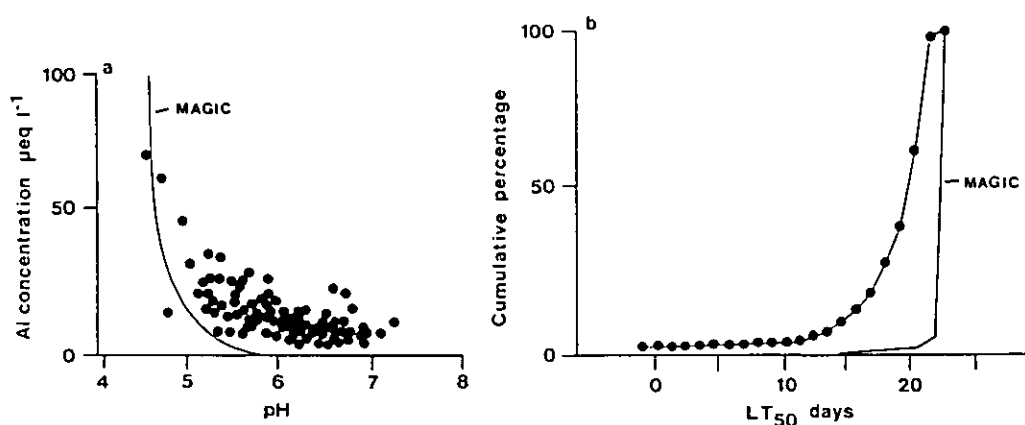 a
100
50
0
Al concentration µeq l⁻¹
MAGIC
4 5 6 7 8
pH
b
100
50
0
Cumulative percentage
MAGIC
0 10 20
LT₅₀ days